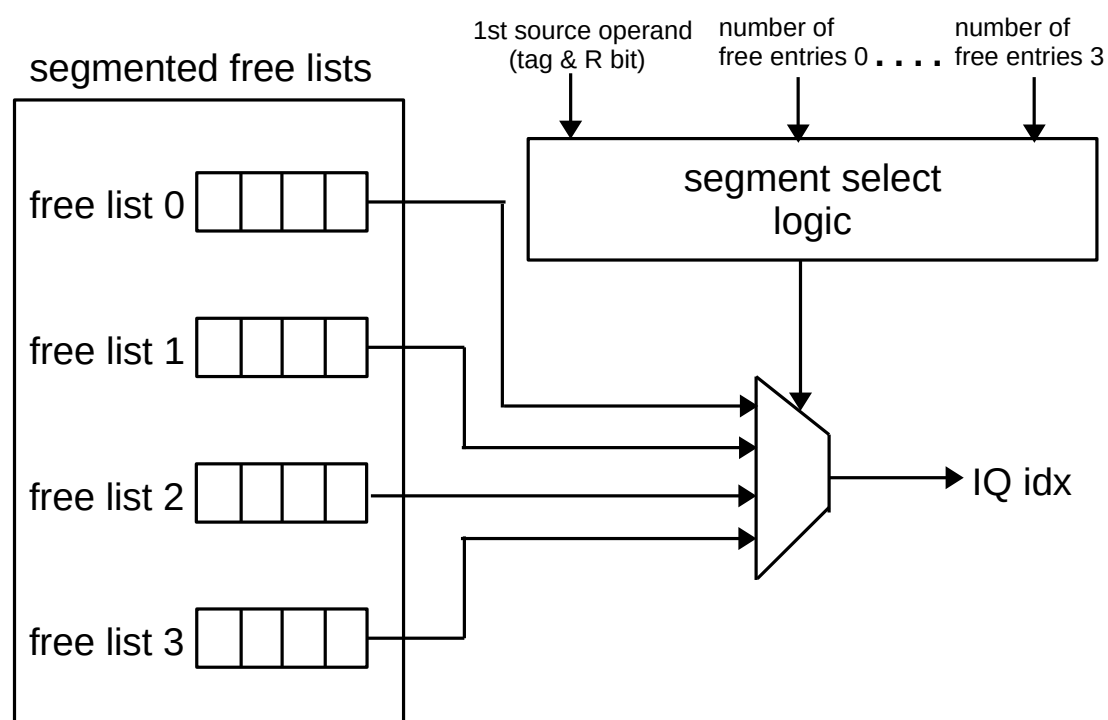 1st source operand
(tag & R bit)
number of
free entries 0 . . . .
number of
free entries 3
segmented free lists
segment select
logic
free list 0
free list 1
free list 2
free list 3
IQ idx